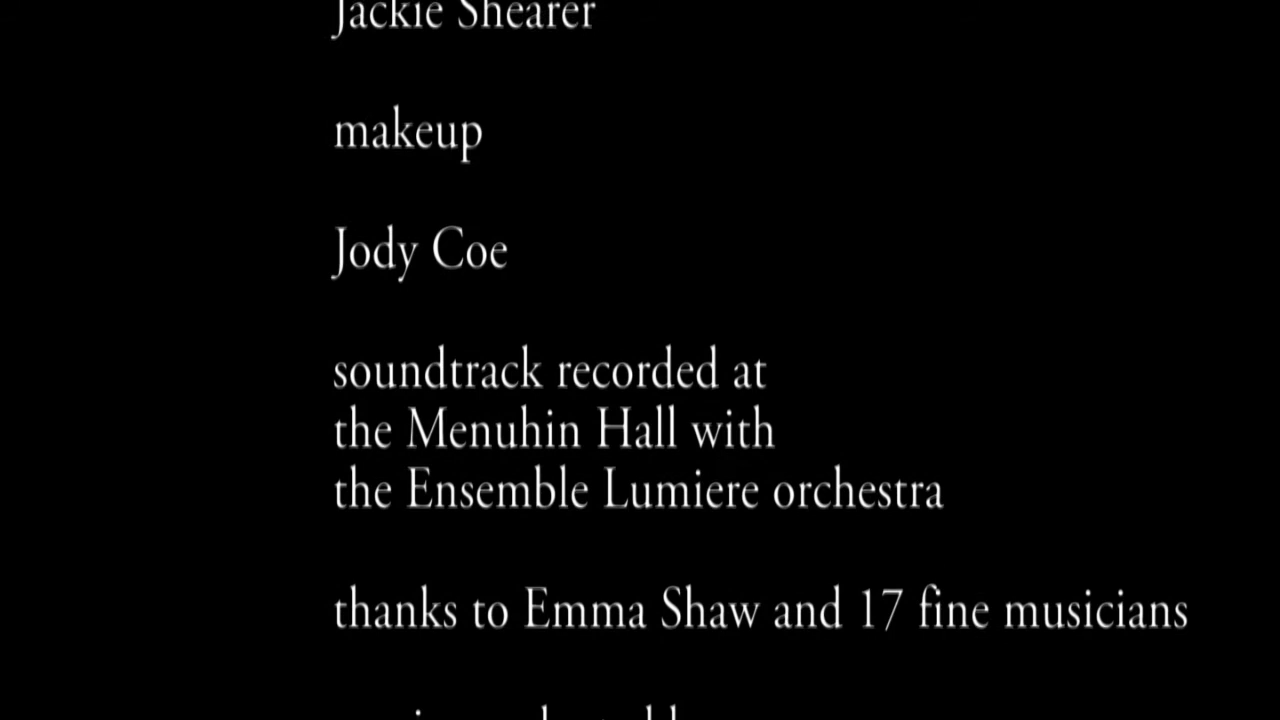 Jackie Shearer
makeup
Jody Coe
soundtrack recorded at
the Menuhin Hall with
the Ensemble Lumiere orchestra
thanks to Emma Shaw and 17 fine musicians